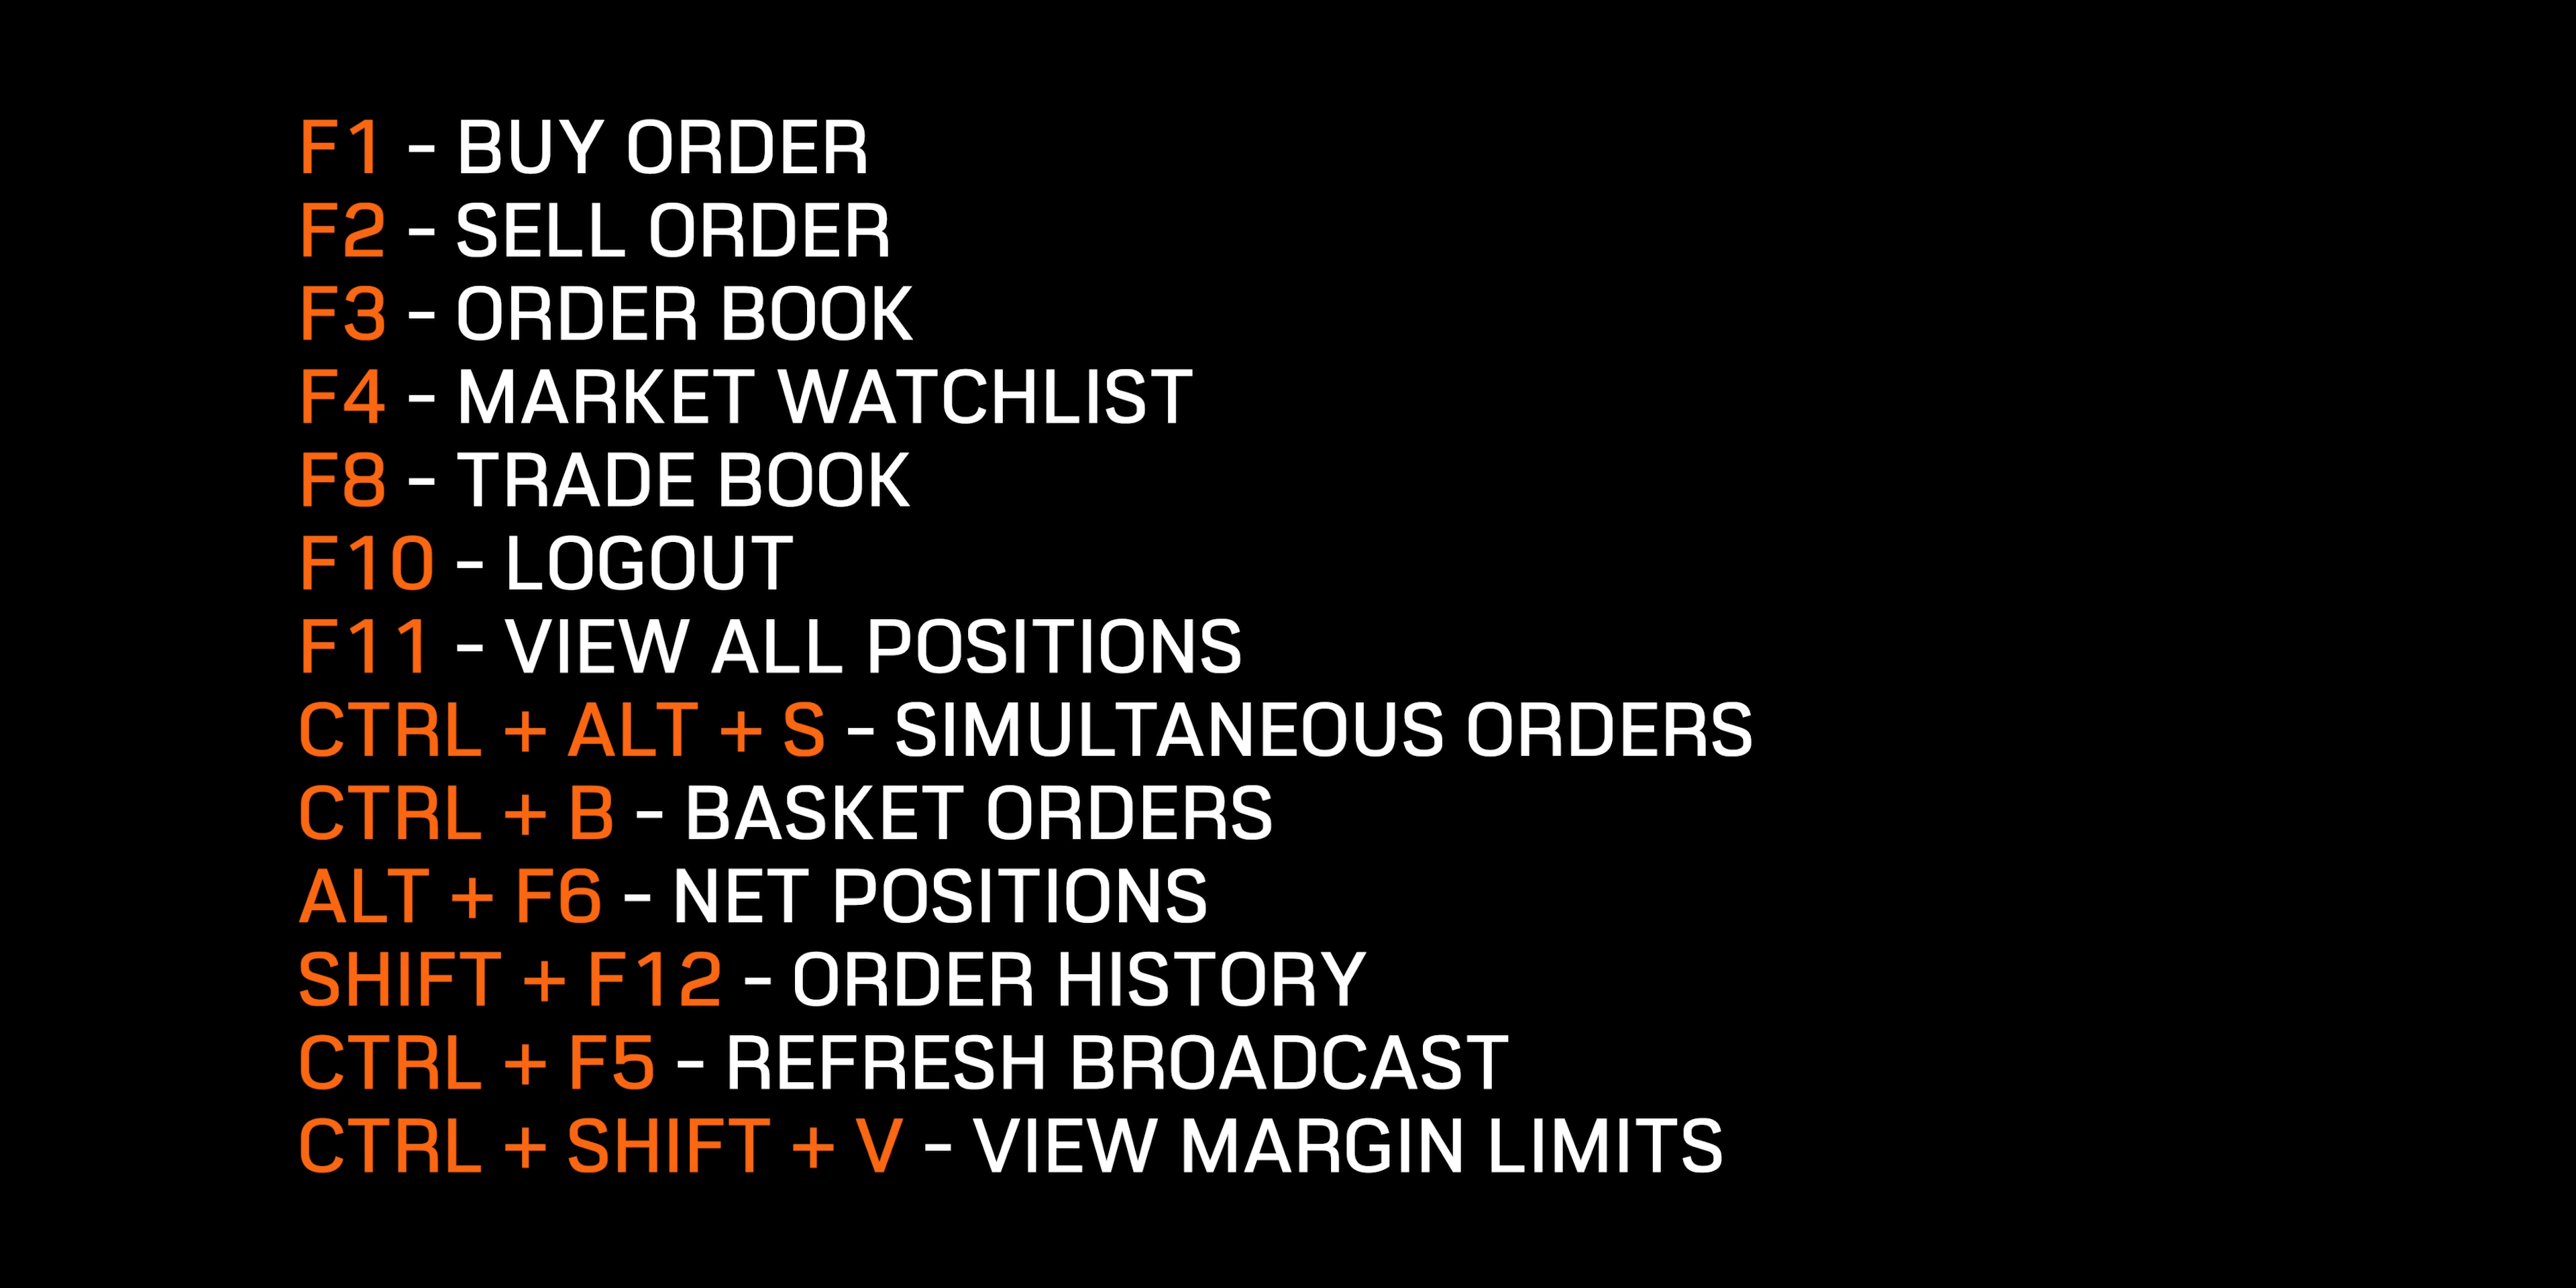 F1 – BUY ORDER
F2 – SELL ORDER
F3 – ORDER BOOK
F4 – MARKET WATCHLIST
F8 – TRADE BOOK
F10 – LOGOUT
F11 – VIEW ALL POSITIONS
CTRL + ALT + S – SIMULTANEOUS ORDERS
CTRL + B – BASKET ORDERS
ALT + F6 – NET POSITIONS
SHIFT + F12 – ORDER HISTORY
CTRL + F5 – REFRESH BROADCAST
CTRL + SHIFT + V – VIEW MARGIN LIMITS